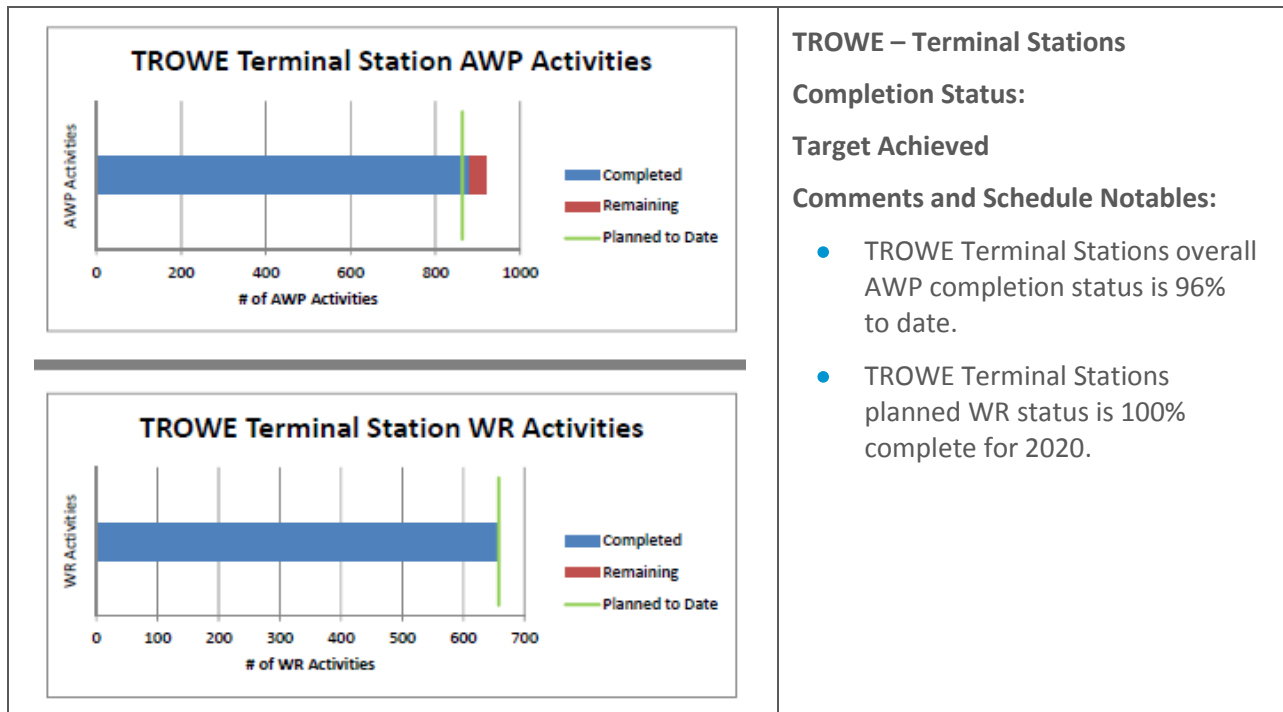 TROWE Terminal Station AWP Activities
AWP Activities
Completed
Remaining
Planned to Date
0 200 400 600 800 1000
# of AWP Activities
TROWE Terminal Station WR Activities
WR Activities
Completed
Remaining
Planned to Date
0 100 200 300 400 500 600 700
# of WR Activities
TROWE – Terminal Stations
Completion Status:
Target Achieved
Comments and Schedule Notables:
● TROWE Terminal Stations overall
AWP completion status is 96%
to date.
● TROWE Terminal Stations
planned WR status is 100%
complete for 2020.